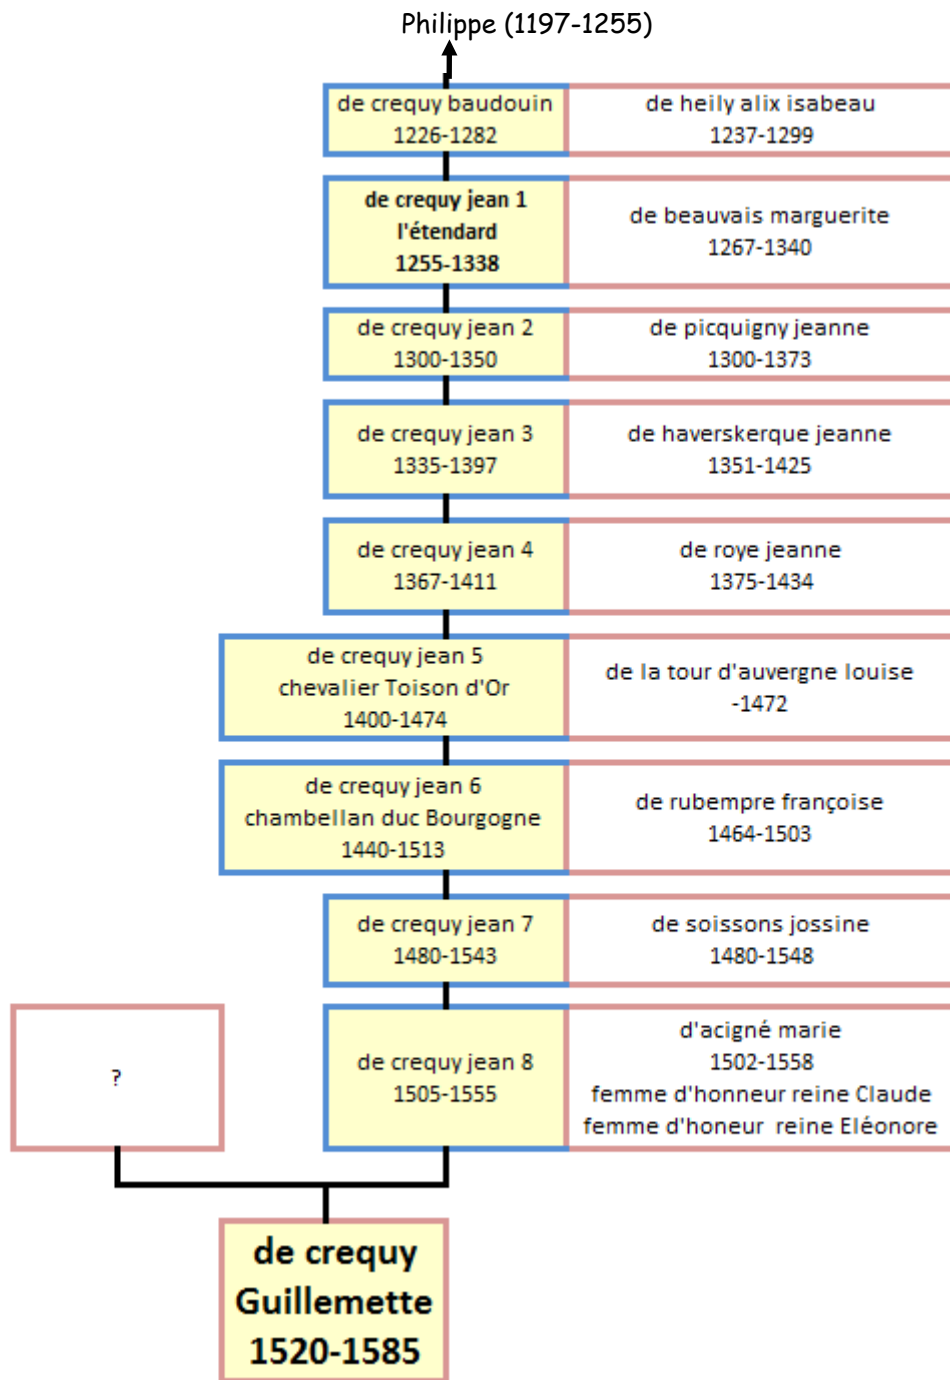 Philippe (1197-1255)
de crequy baudouin
1226-1282
de heily alix isabeau
1237-1299
de crequy jean 1
l'étendard
1255-1338
de beauvais marguerite
1267-1340
de crequy jean 2
1300-1350
de picquigny jeanne
1300-1373
de crequy jean 3
1335-1397
de haverskerque jeanne
1351-1425
de crequy jean 4
1367-1411
de roye jeanne
1375-1434
de crequy jean 5
chevalier Toison d'Or
1400-1474
de la tour d'auvergne louise
-1472
de crequy jean 6
chambellan duc Bourgogne
1440-1513
de rubempre françoise
1464-1503
de crequy jean 7
1480-1543
de soissons jossine
1480-1548
?
de crequy jean 8
1505-1555
d'acigné marie
1502-1558
femme d'honneur reine Claude
femme d'honeur  reine Eléonore
de crequy
Guillemette
1520-1585